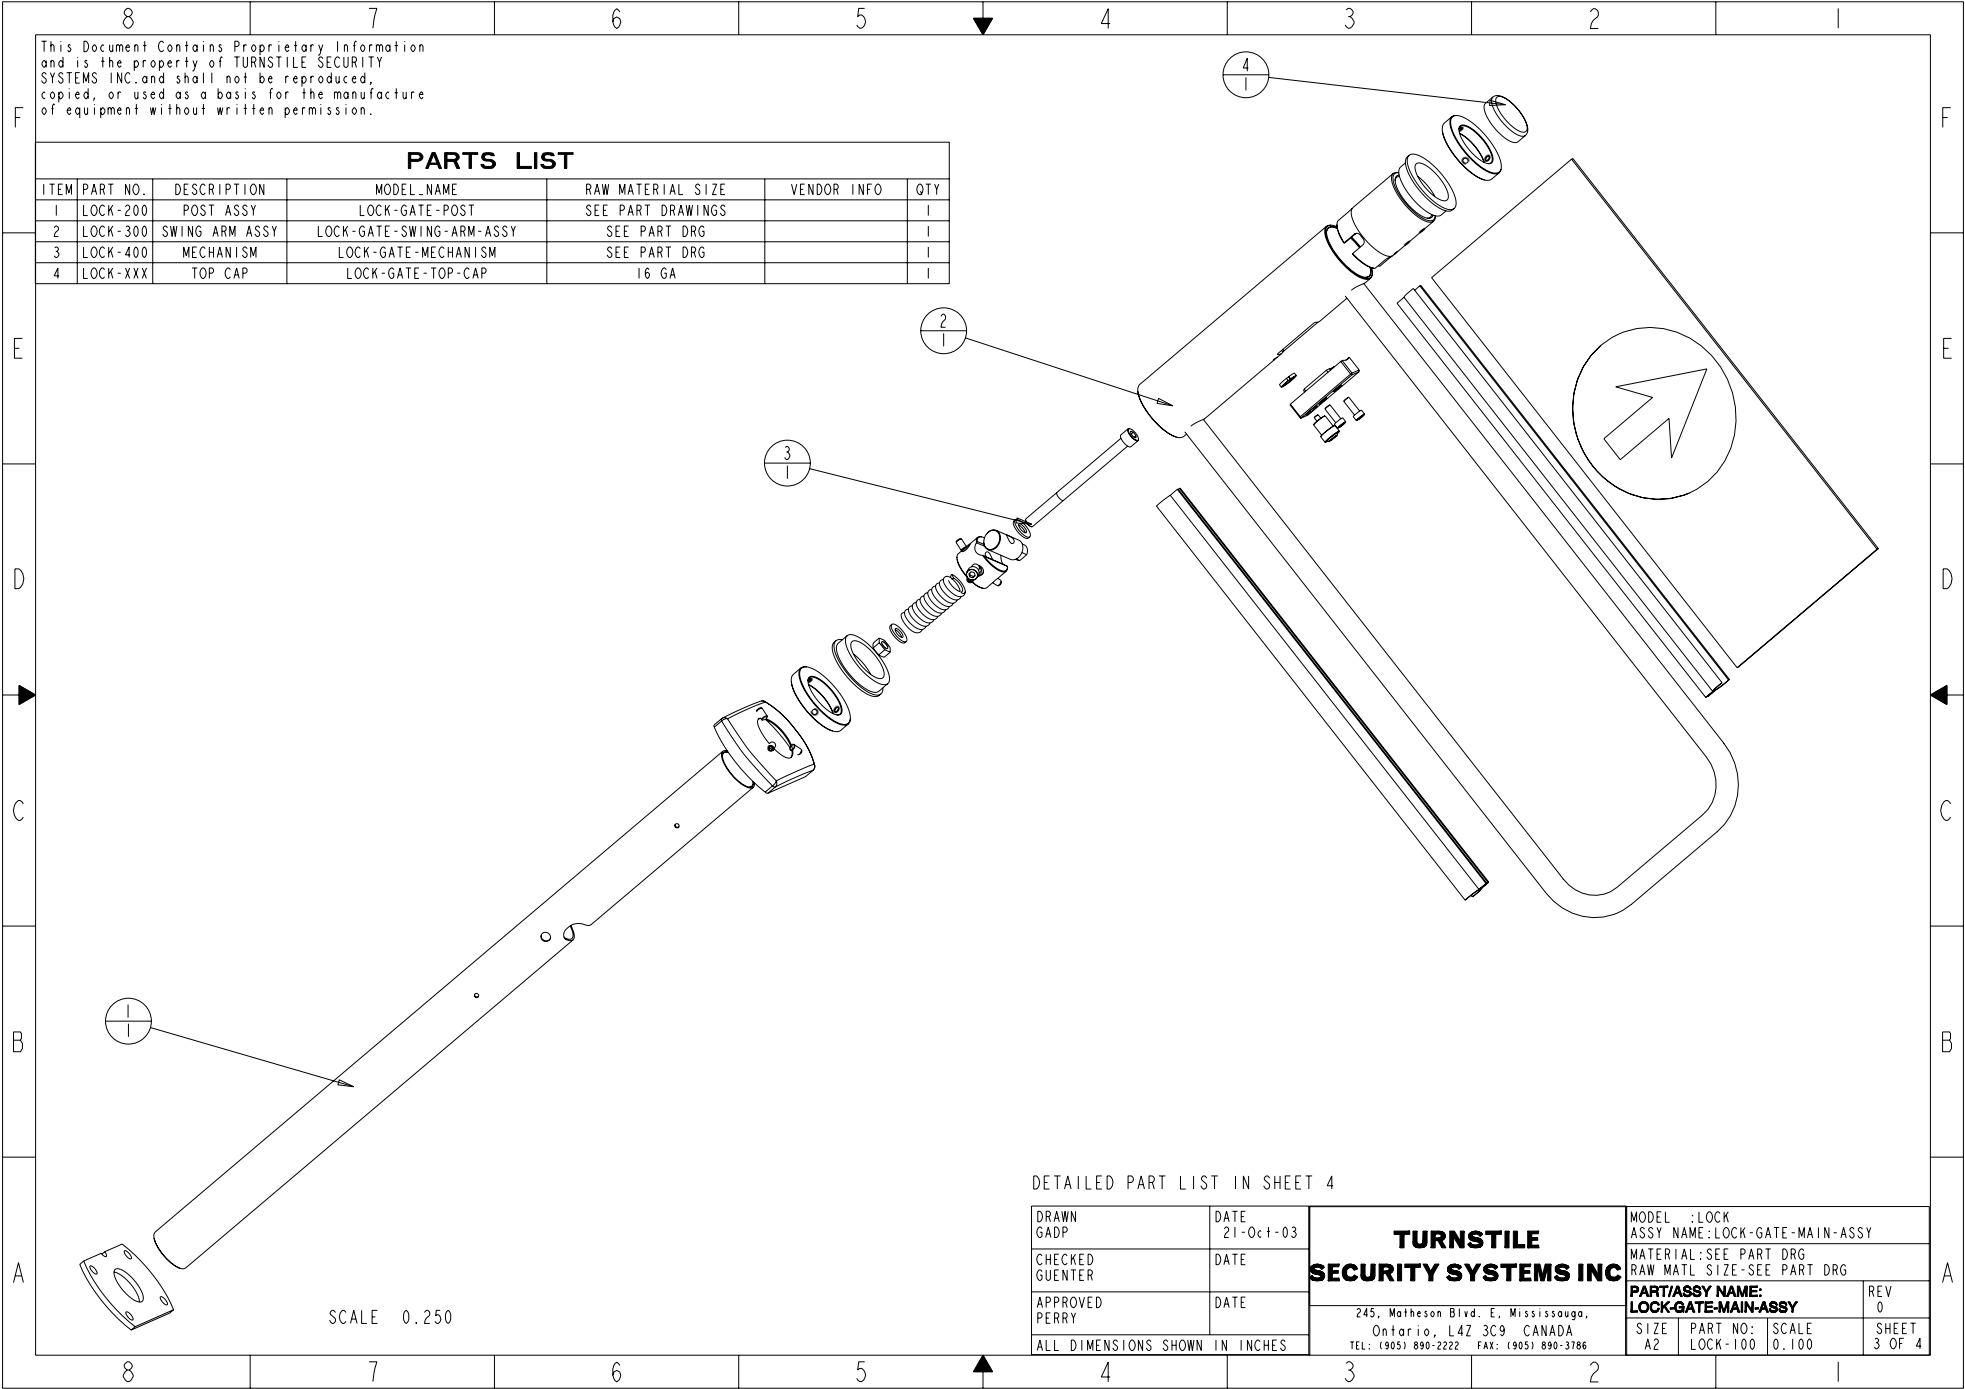 8 7 6 5 4 3 2 1
This Document Contains Proprietary Information
and is the property of TURNSTILE SECURITY
SYSTEMS INC.and shall not be reproduced,
copied, or used as a basis for the manufacture
of equipment without written permission.
PARTS LIST
ITEM PART NO. DESCRIPTION MODEL_NAME RAW MATERIAL SIZE VENDOR INFO QTY
1 LOCK-200 POST ASSY LOCK-GATE-POST SEE PART DRAWINGS 1
2 LOCK-300 SWING ARM ASSY LOCK-GATE-SWING-ARM-ASSY SEE PART DRG 1
3 LOCK-400 MECHANISM LOCK-GATE-MECHANISM SEE PART DRG 1
4 LOCK-XXX TOP CAP LOCK-GATE-TOP-CAP 16 GA 1
4
1
F F
2
1
E E
3
1
D D
C C
1
1
B B
A A
SCALE 0.250
DETAILED PART LIST IN SHEET 4
DRAWN
GADP
DATE
21-Oct-03
CHECKED
GUENTER
DATE
APPROVED
PERRY
DATE
ALL DIMENSIONS SHOWN IN INCHES
TURNSTILE
SECURITY SYSTEMS INC
245, Matheson Blvd. E, Mississauga,
Ontario, L4Z 3C9 CANADA
TEL: (905) 890-2222 FAX: (905) 890-3786
MODEL :LOCK
ASSY NAME:LOCK-GATE-MAIN-ASSY
MATERIAL:SEE PART DRG
RAW MATL SIZE-SEE PART DRG
PART/ASSY NAME:
LOCK-GATE-MAIN-ASSY
REV
0
SIZE
A2
PART NO:
LOCK-100
SCALE
0.100
SHEET
3 OF 4
8 7 6 5 4 3 2 1